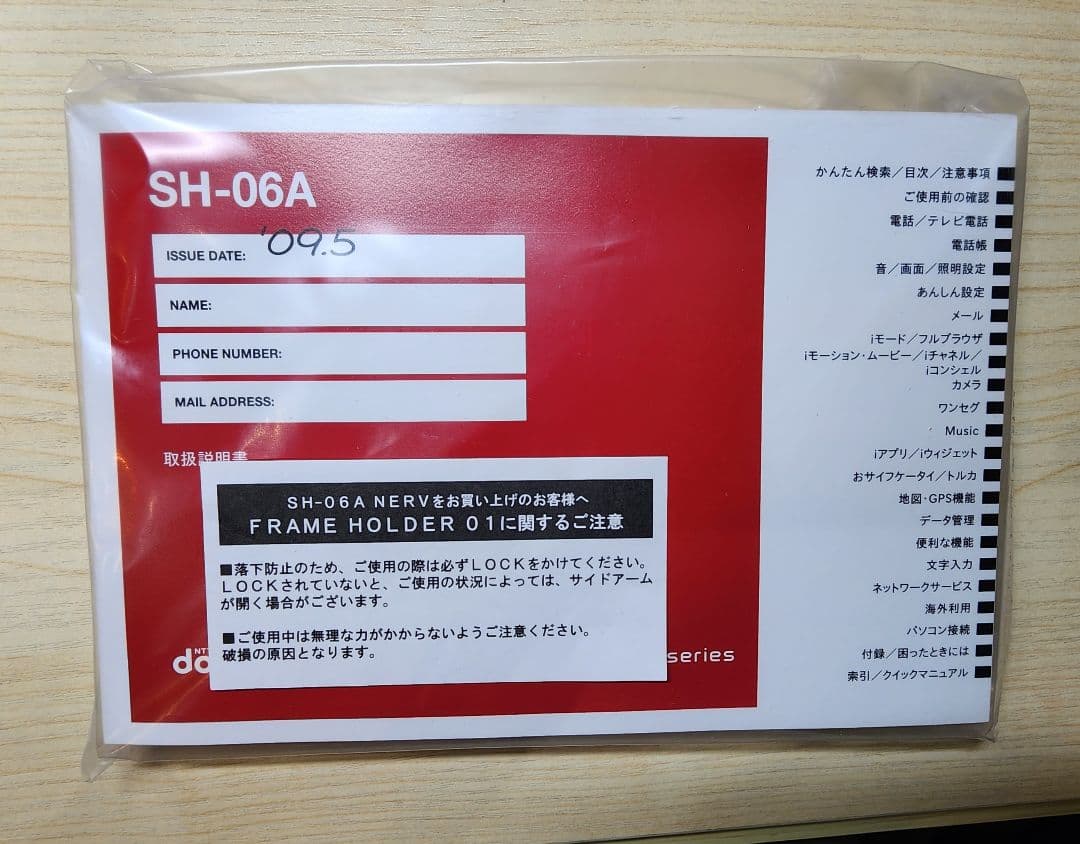 SH-06A
ISSUE DATE: '09.5
NAME:
PHONE NUMBER:
MAIL ADDRESS:
取扱説明書
SH-06A NERVをお買い上げのお客様へ
FRAME HOLDER 01に関するご注意
■落下防止のため、ご使用の際は必ずLOCKをかけてください。
LOCKされていないと、ご使用の状況によっては、サイドアーム
が開く場合がございます。
■ご使用中は無理な力がかからないようご注意ください。
破損の原因となります。
series
かんたん検索／目次／注意事項
ご使用前の確認
電話／テレビ電話
電話帳
音／画面／照明設定
あんしん設定
メール
iモード／フルブラウザ
iモーション・ムービー／iチャネル／
iコンシェル
カメラ
ワンセグ
Music
iアプリ／iウィジェット
おサイフケータイ／トルカ
地図・GPS機能
データ管理
便利な機能
文字入力
ネットワークサービス
海外利用
パソコン接続
付録／困ったときには
索引／クイックマニュアル